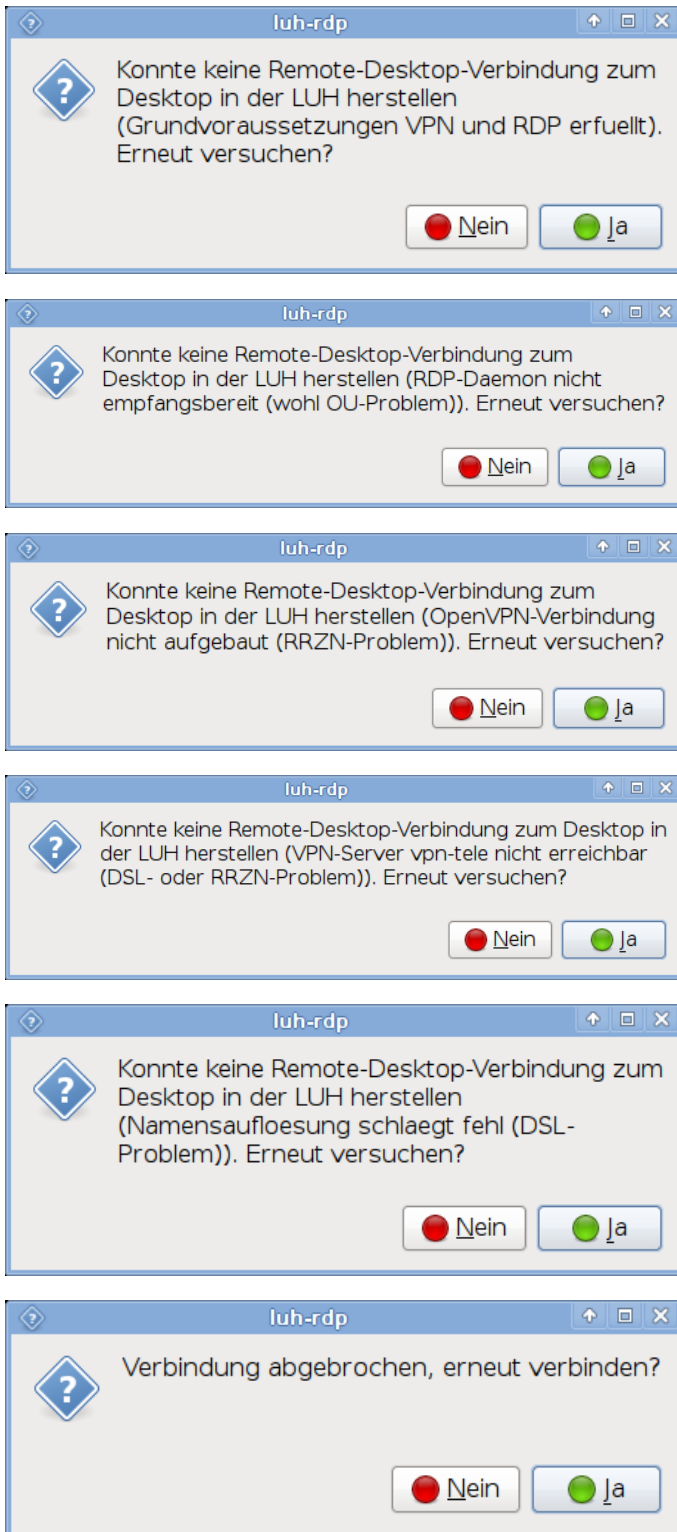 luh-rdp
Konnte keine Remote-Desktop-Verbindung zum
Desktop in der LUH herstellen
(Grundvoraussetzungen VPN und RDP erfuellt).
Erneut versuchen?
Nein
Ja
luh-rdp
Konnte keine Remote-Desktop-Verbindung zum
Desktop in der LUH herstellen (RDP-Daemon nicht
empfangsbereit (wohl OU-Problem)). Erneut versuchen?
Nein
Ja
luh-rdp
Konnte keine Remote-Desktop-Verbindung zum
Desktop in der LUH herstellen (OpenVPN-Verbindung
nicht aufgebaut (RRZN-Problem)). Erneut versuchen?
Nein
Ja
luh-rdp
Konnte keine Remote-Desktop-Verbindung zum Desktop in
der LUH herstellen (VPN-Server vpn-tele nicht erreichbar
(DSL- oder RRZN-Problem)). Erneut versuchen?
Nein
Ja
luh-rdp
Konnte keine Remote-Desktop-Verbindung zum
Desktop in der LUH herstellen
(Namensaufloesung schlaegt fehl (DSL-
Problem)). Erneut versuchen?
Nein
Ja
luh-rdp
Verbindung abgebrochen, erneut verbinden?
Nein
Ja